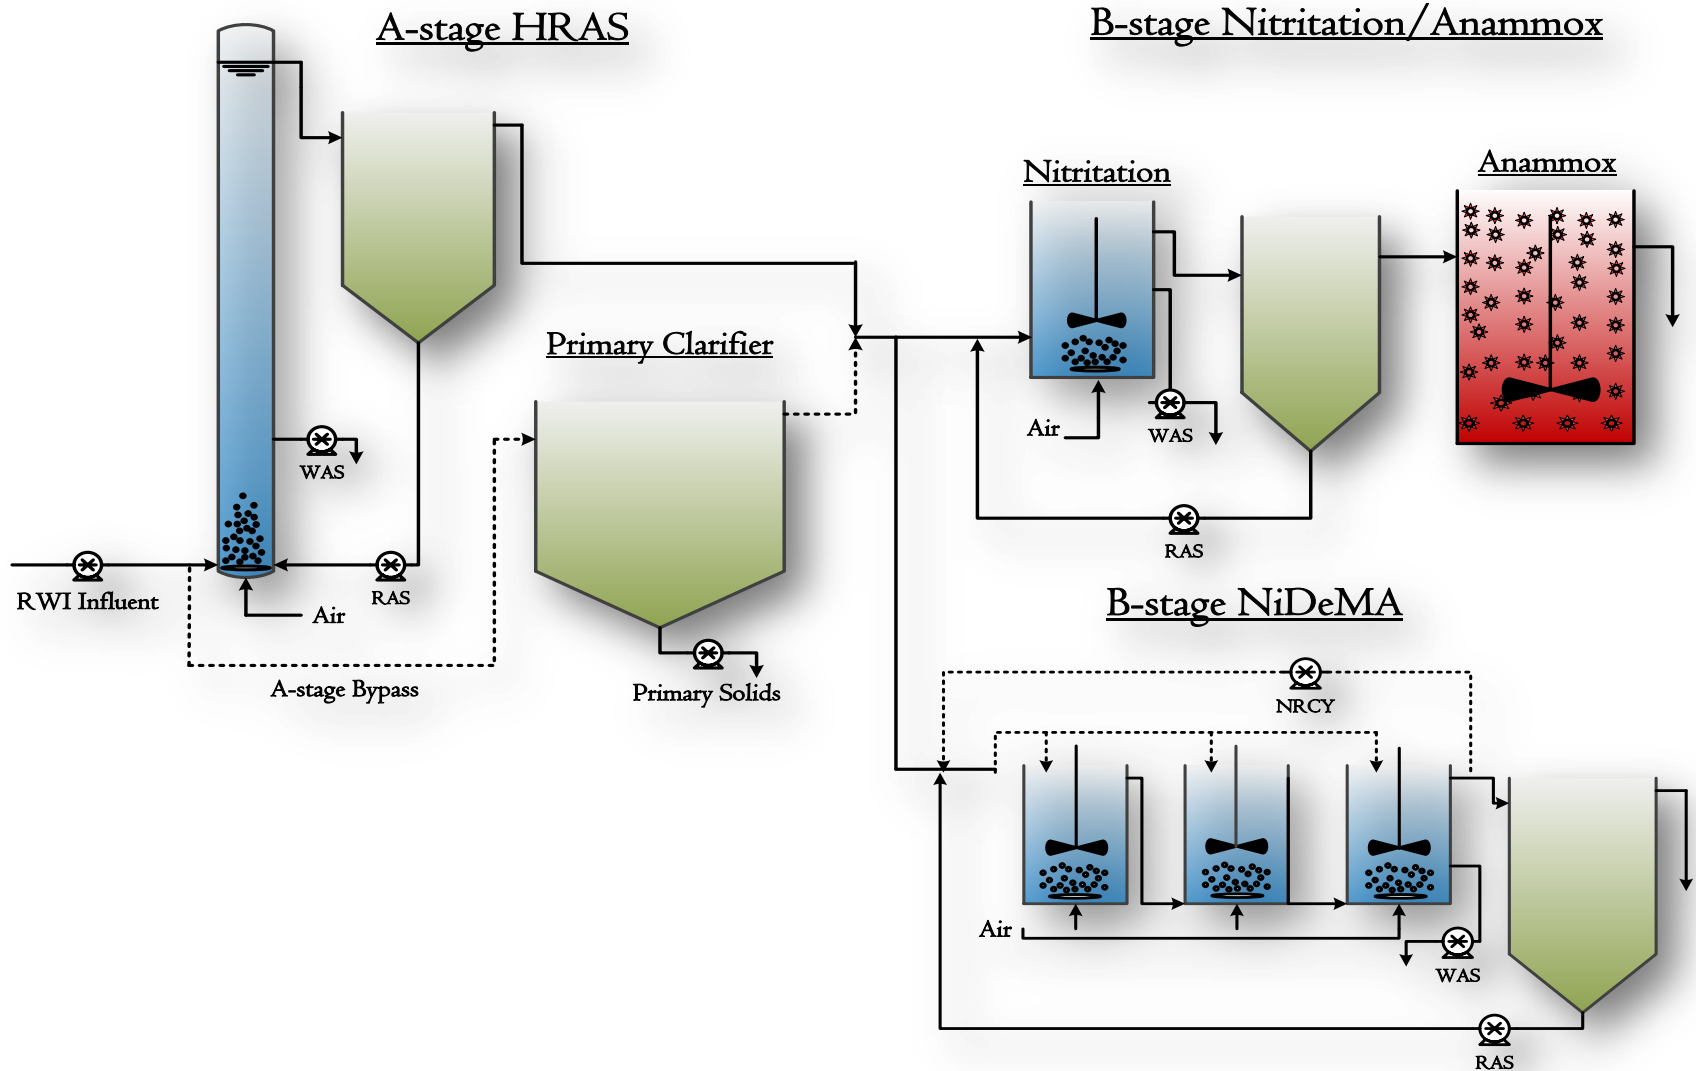 A-stage HRAS
B-stage Nitritation/Anammox
Nitritation
Anammox
Primary Clarifier
WAS
Air
WAS
RAS
RWI Influent
Air
RAS
A-stage Bypass
Primary Solids
B-stage NiDeMA
NRCY
Air
WAS
RAS